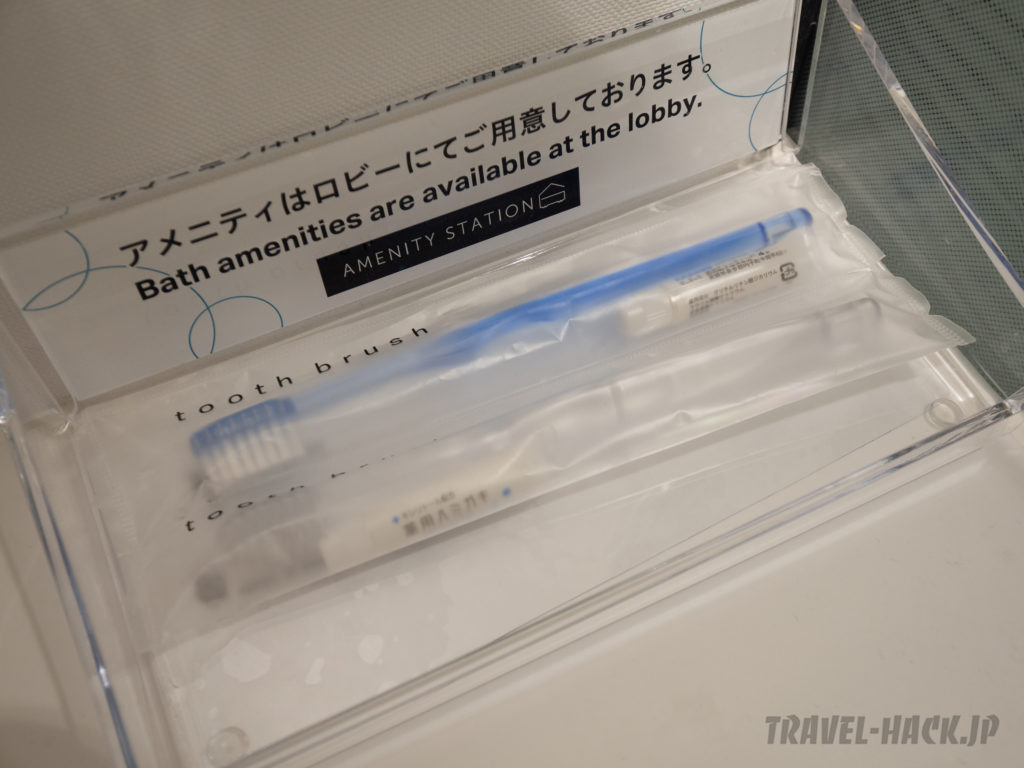 アメニティはロビーにてご用意しております。
Bath amenities are available at the lobby.
AMENITY STATION
tooth brush
tooth
薬用ハミガキ
TRAVEL-HACK.JP